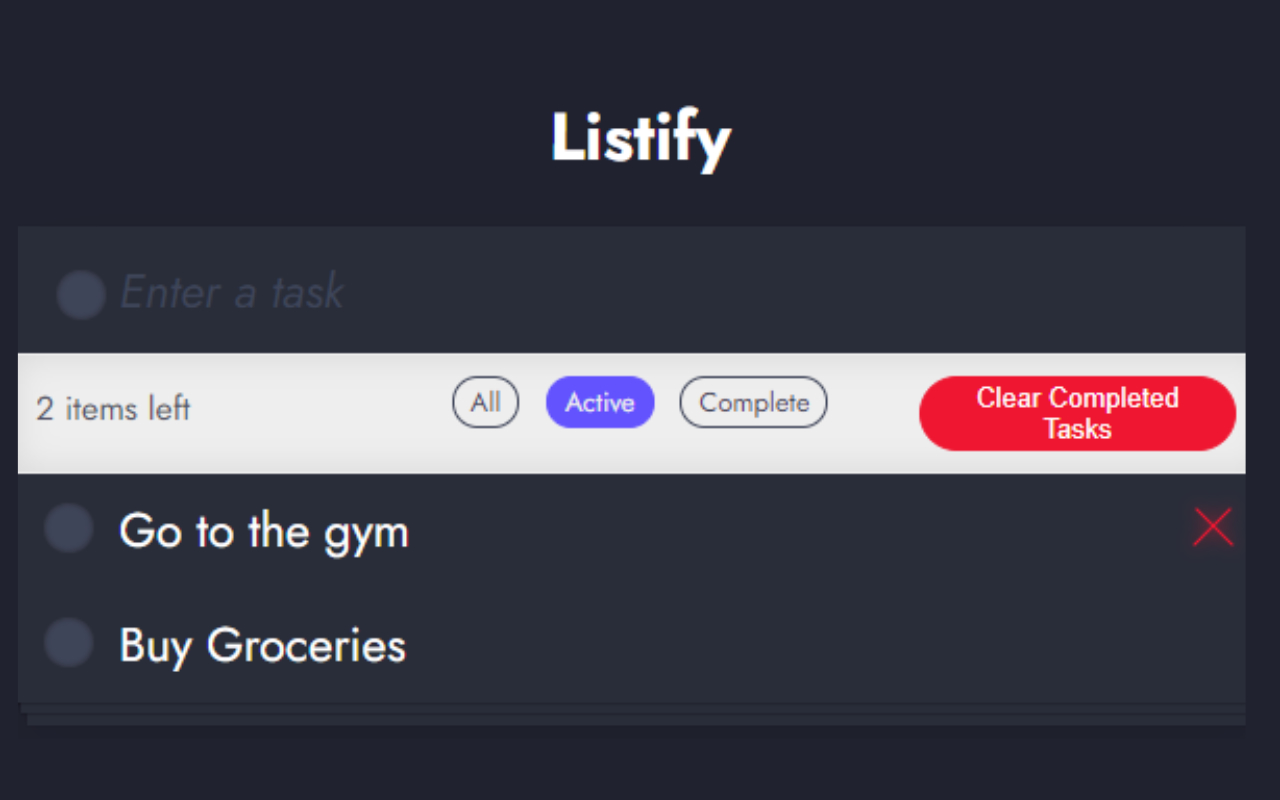 Listify
Enter a task
2 items left
All
Active
Complete
Clear Completed
Tasks
Go to the gym
Buy Groceries